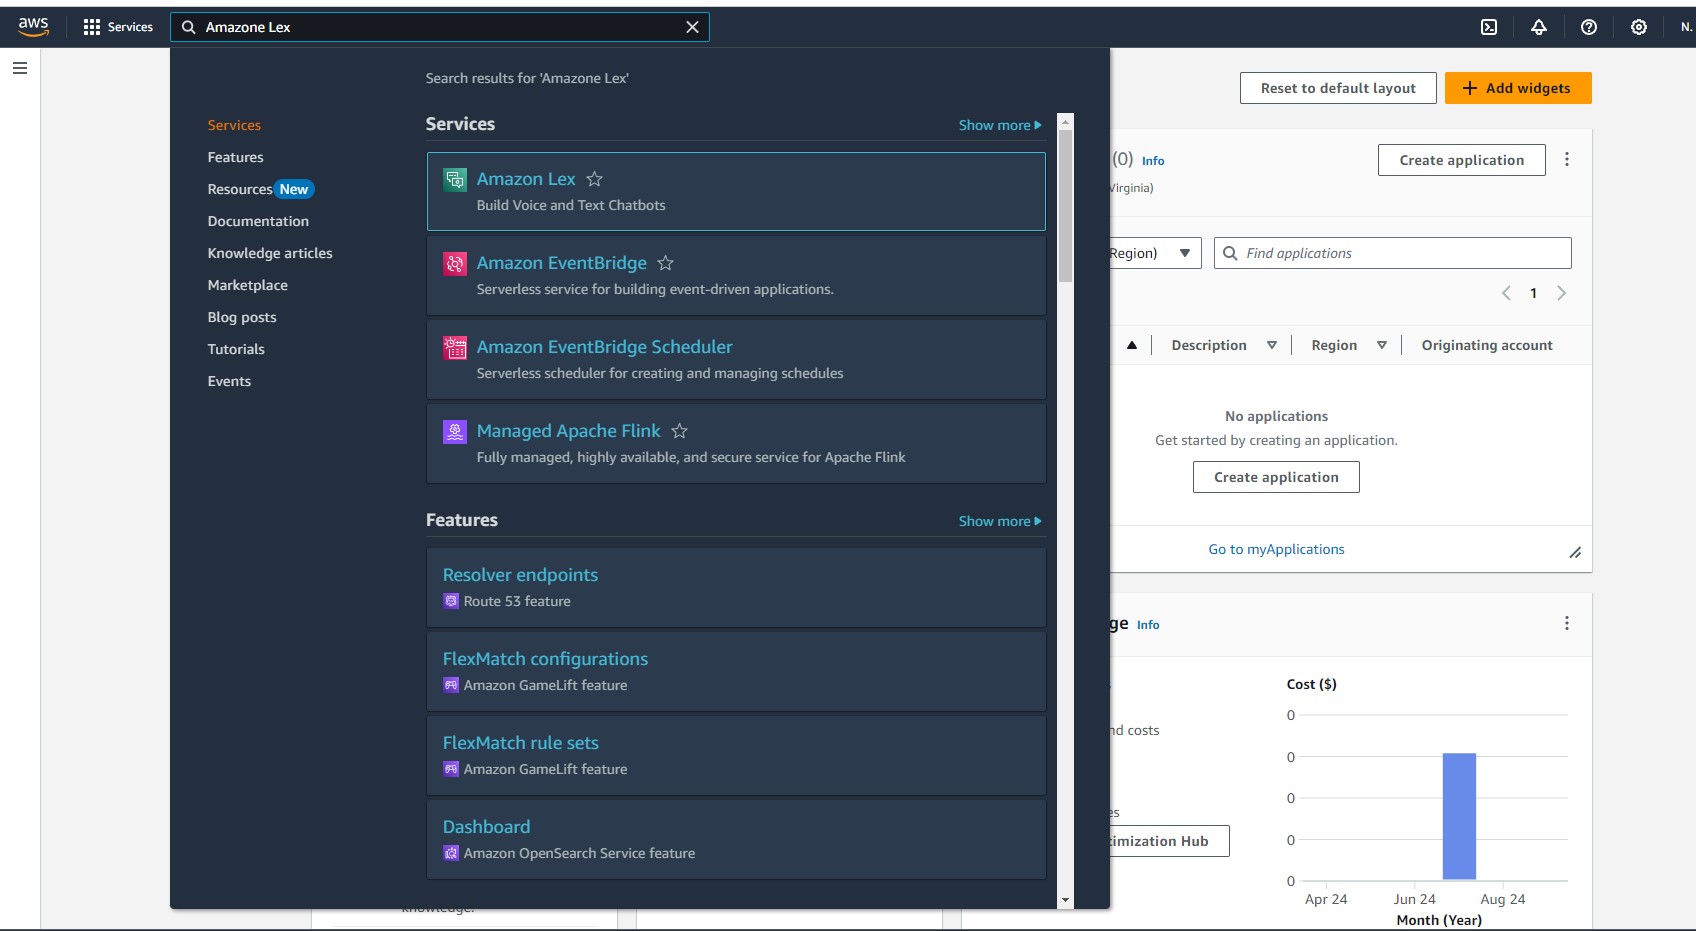 aws
Services
Amazone Lex
N.
Search results for 'Amazone Lex'
Services
Features
Resources New
Documentation
Knowledge articles
Marketplace
Blog posts
Tutorials
Events
Services
Show more
Amazon Lex
Build Voice and Text Chatbots
Amazon EventBridge
Serverless service for building event-driven applications.
Amazon EventBridge Scheduler
Serverless scheduler for creating and managing schedules
Managed Apache Flink
Fully managed, highly available, and secure service for Apache Flink
Features
Show more
Resolver endpoints
Route 53 feature
FlexMatch configurations
Amazon GameLift feature
FlexMatch rule sets
Amazon GameLift feature
Dashboard
Amazon OpenSearch Service feature
Reset to default layout
Add widgets
(0) Info
Virginia)
Create application
Region)
Find applications
1
Description Region Originating account
No applications
Get started by creating an application.
Create application
Go to myApplications
ge Info
nd costs
es
timization Hub
Cost ($)
0
0
0
0
0
Apr 24 Jun 24 Aug 24
Month (Year)
knowledge.